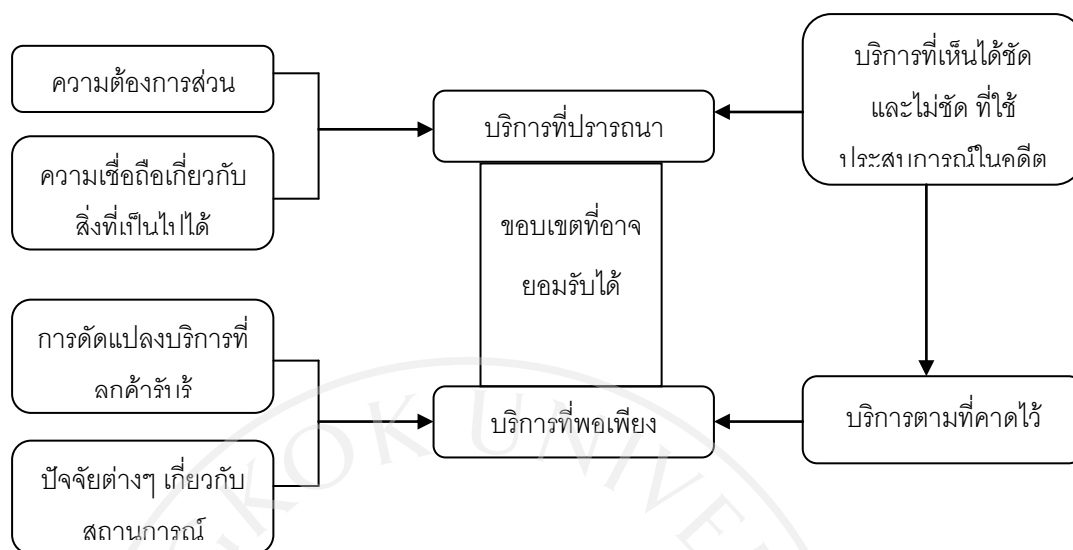 ความต้องการส่วน
ความเชื่อถือเกี่ยวกับ
สิ่งที่เป็นไปได้
การดัดแปลงบริการที่
ลูกค้ารับรู้
ปัจจัยต่างๆ เกี่ยวกับ
สถานการณ์
บริการที่ปรารถนา
ขอบเขตที่อาจ
ยอมรับได้
บริการที่พอเพียง
บริการที่เห็นได้ชัด
และไม่ชัด ที่ใช้
ประสบการณ์ในคดีต
บริการตามที่คาดไว้